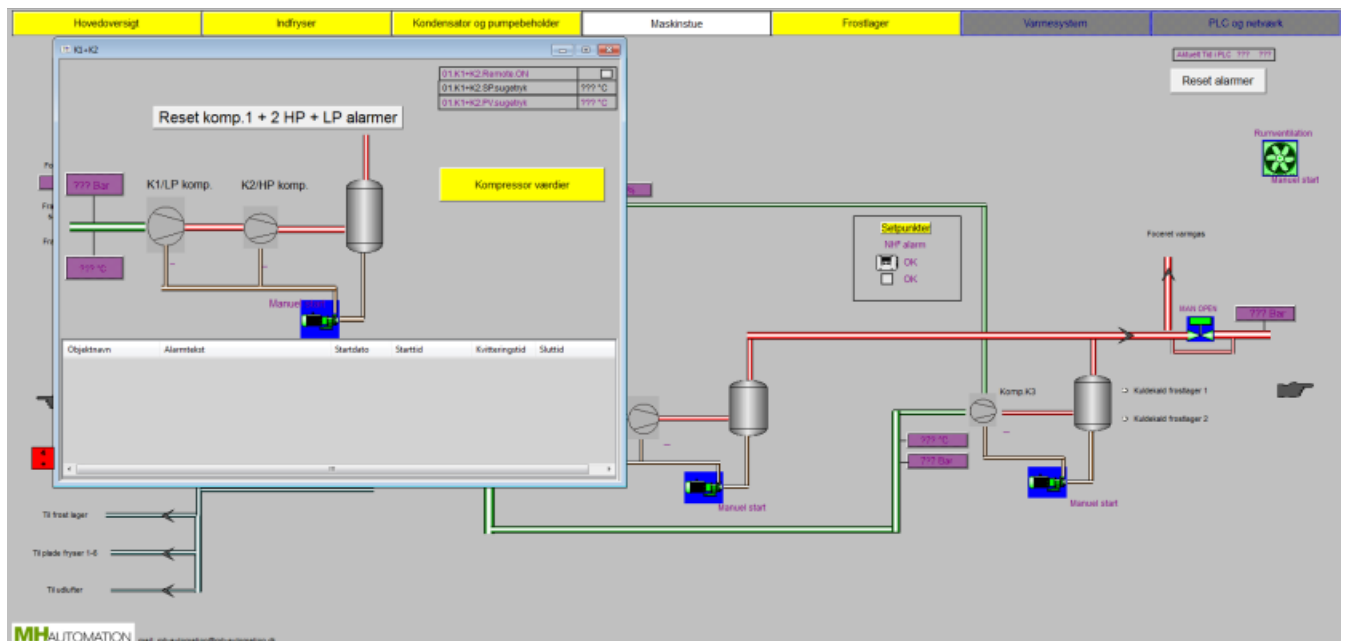 Hovedoversigt
Indfryser
Kondensator og pumpebeholder
Maskinstue
Frostlager
Varmesystem
PLC og netværk
K1+K2
Aktuelt Tid i PLC ??? ???
Reset alarmer
01.K1+K2.Remote.ON
01.K1+K2.SP.sugetryk ??? °C
01.K1+K2.PV.sugetryk ??? °C
Reset komp.1 + 2 HP + LP alarmer
Rumventilation
Manuel start
??? Bar
K1/LP komp.
K2/HP komp.
Kompressor værdier
%
Setpunkter
NH³ alarm
OK
OK
Foceret varmgas
??? °C
Manuel
MAN OPEN
??? Bar
Objektnavn Alarmtekst Startdato Starttid Kvitteringstid Sluttid
Komp.K3
Kuldekald frostlager 1
Kuldekald frostlager 2
??? °C
??? Bar
Manuel start
Manuel start
Til frost lager
Til plade fryser 1-6
Til udlufter
MHAUTOMATION